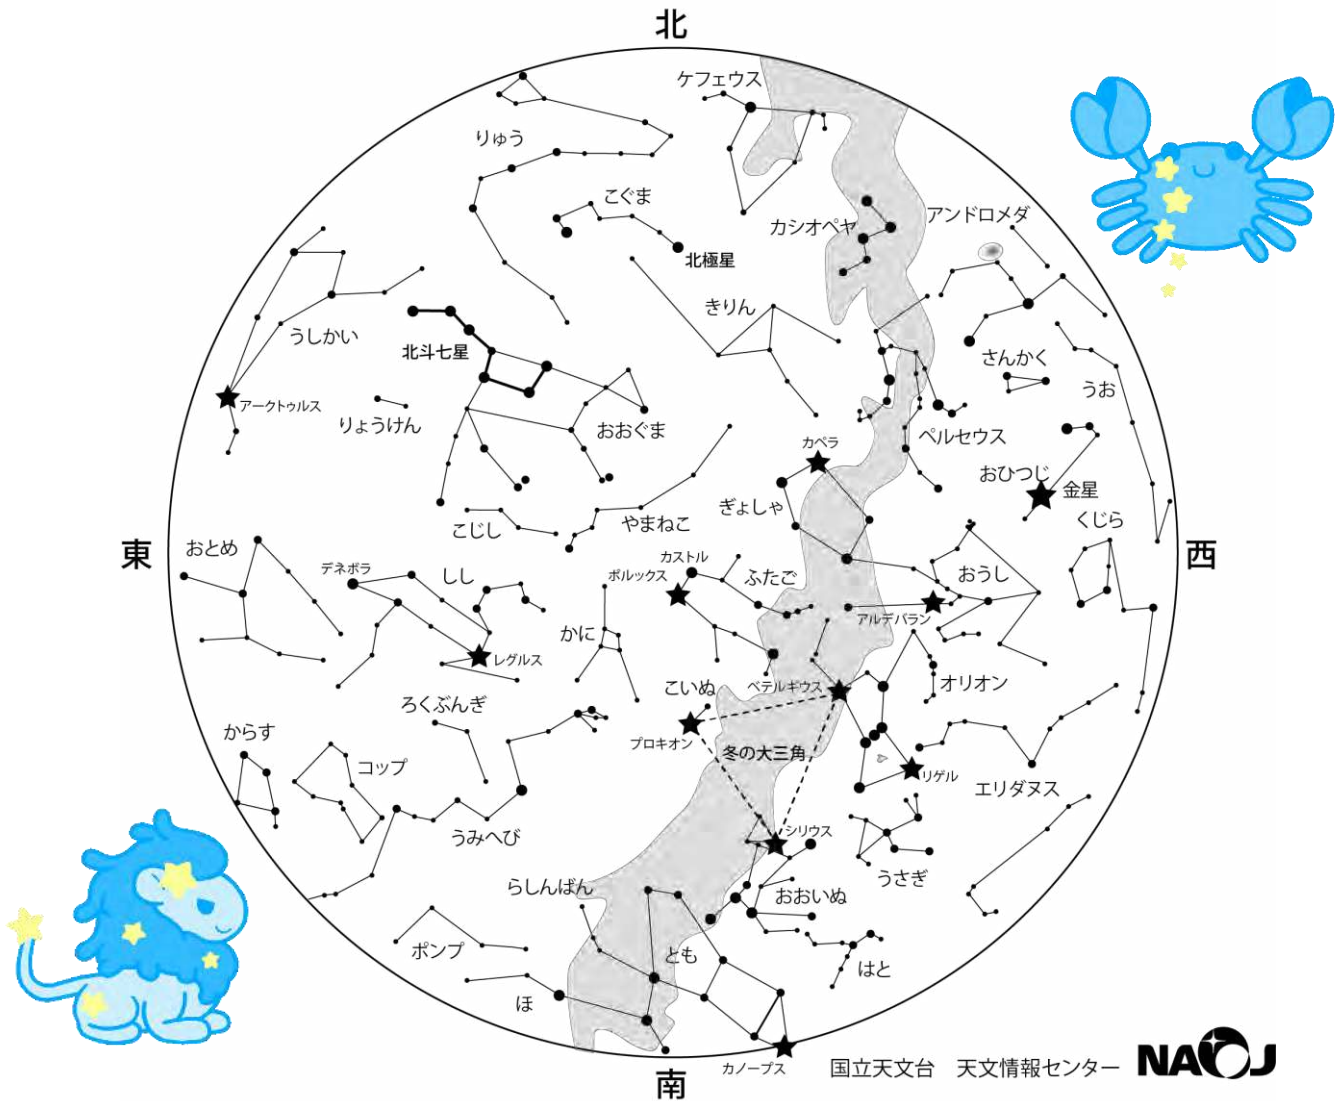 北
ケフェウス
りゅう
こぐま
アンドロメダ
カシオペヤ
北極星
きりん
うしかい
北斗七星
さんかく
うお
アークトゥルス
りょうけん
おおぐま
ペルセウス
カペラ
おひつじ
金星
ぎょしゃ
くじら
こじし
やまねこ
東
おとめ
西
カストル
デネボラ
しし
ポルックス
ふたご
おうし
アルデバラン
かに
レグルス
オリオン
こいぬ
ベテルギウス
ろくぶんぎ
からす
プロキオン
冬の大三角
コップ
リゲル
エリダヌス
うみへび
シリウス
うさぎ
らしんばん
おおいぬ
ポンプ
とも
はと
ほ
カノープス
南
国立天文台 天文情報センター
NAOJ